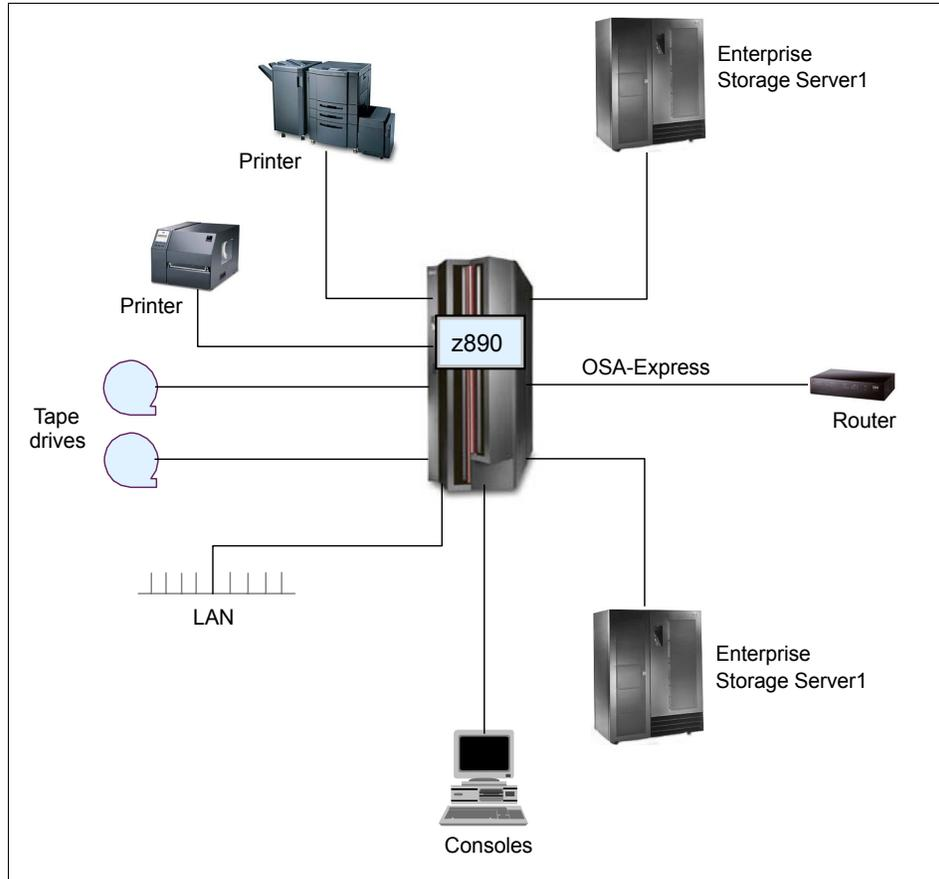 Enterprise
Storage Server1
Printer
Printer
z890
OSA-Express
Router
Tape
drives
LAN
Enterprise
Storage Server1
Consoles